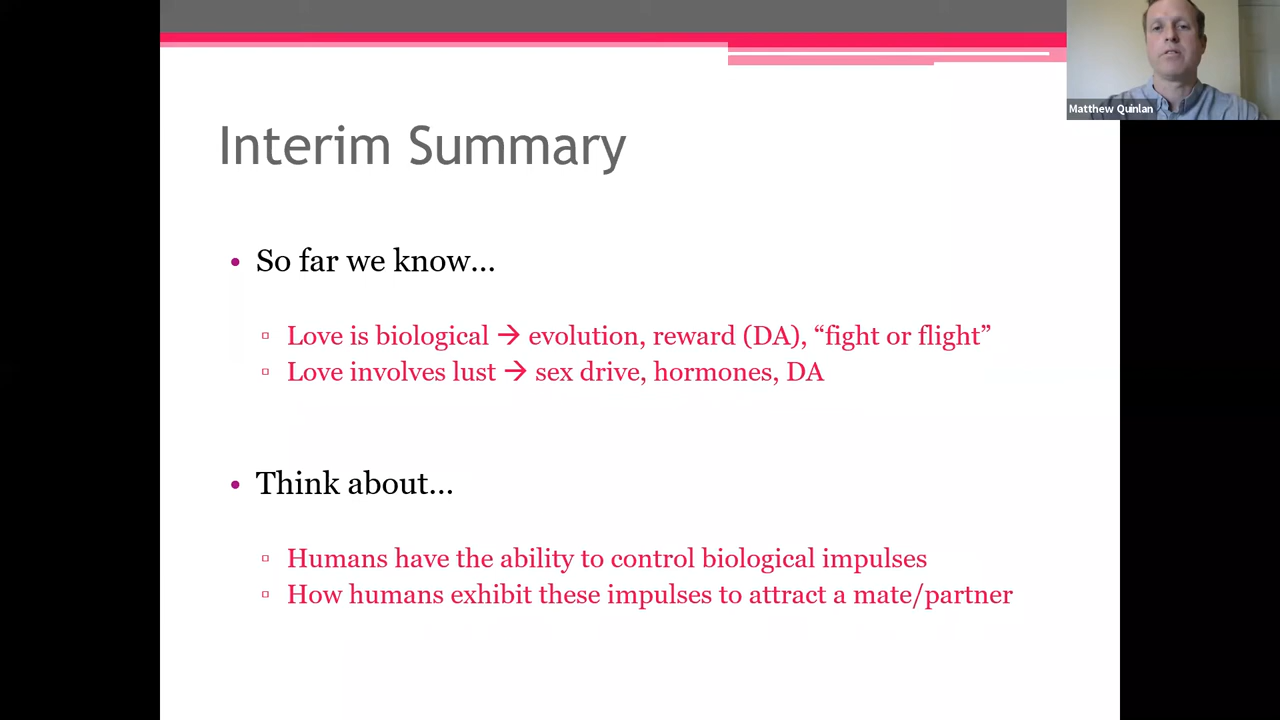 Matthew Quinlan
Interim Summary
• So far we know…
▫ Love is biological → evolution, reward (DA), “fight or flight”
▫ Love involves lust → sex drive, hormones, DA
• Think about…
▫ Humans have the ability to control biological impulses
▫ How humans exhibit these impulses to attract a mate/partner